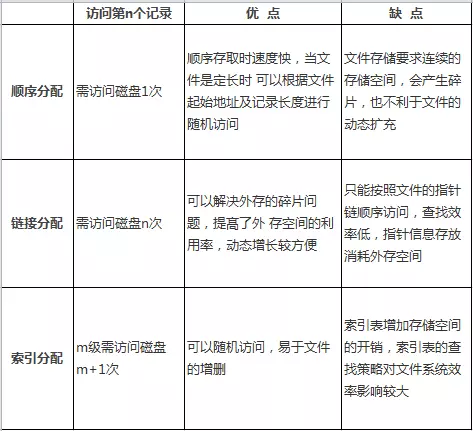 访问第n个记录
优 点
缺 点
顺序分配
需访问磁盘1次
顺序存取时速度快，当文
件是定长时 可以根据文件
起始地址及记录长度进行
随机访问
文件存储要求连续的
存储空间，会产生碎
片，也不利于文件的
动态扩充
链接分配
需访问磁盘n次
可以解决外存的碎片问
题，提高了外 存空间的利
用率，动态增长较方便
只能按照文件的指针
链顺序访问，查找效
率低，指针信息存放
消耗外存空间
索引分配
m级需访问磁盘
m+1次
可以随机访问，易于文件
的增删
索引表增加存储空间
的开销，索引表的查
找策略对文件系统效
率影响较大